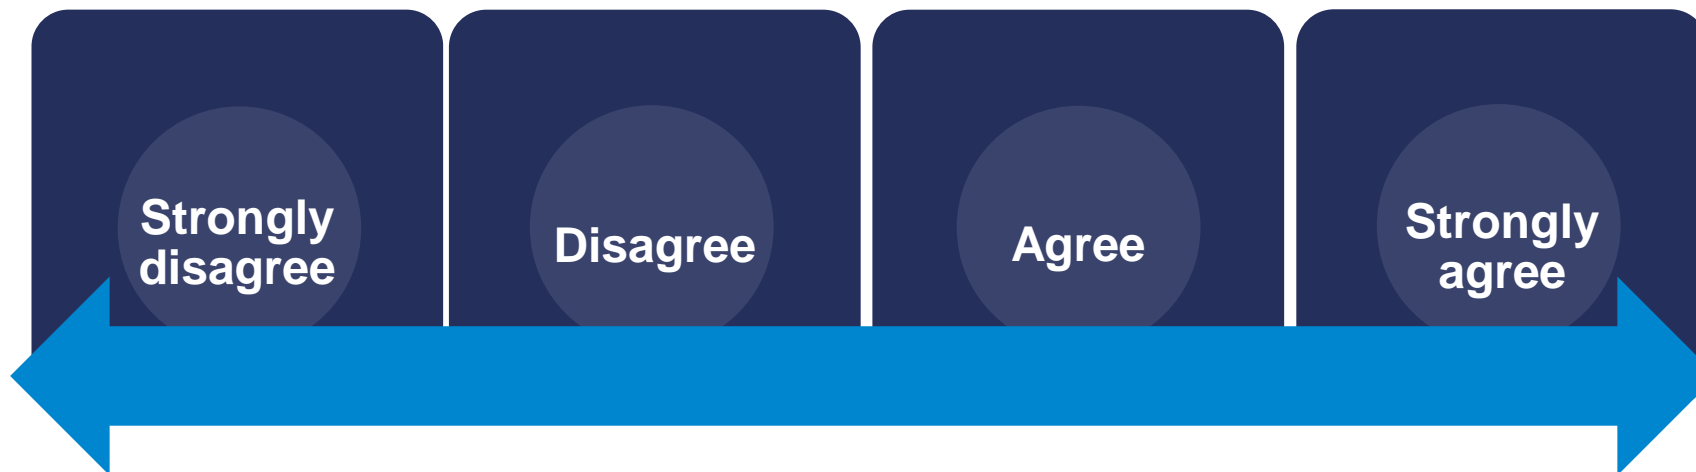 Strongly
disagree
Disagree
Agree
Strongly
agree